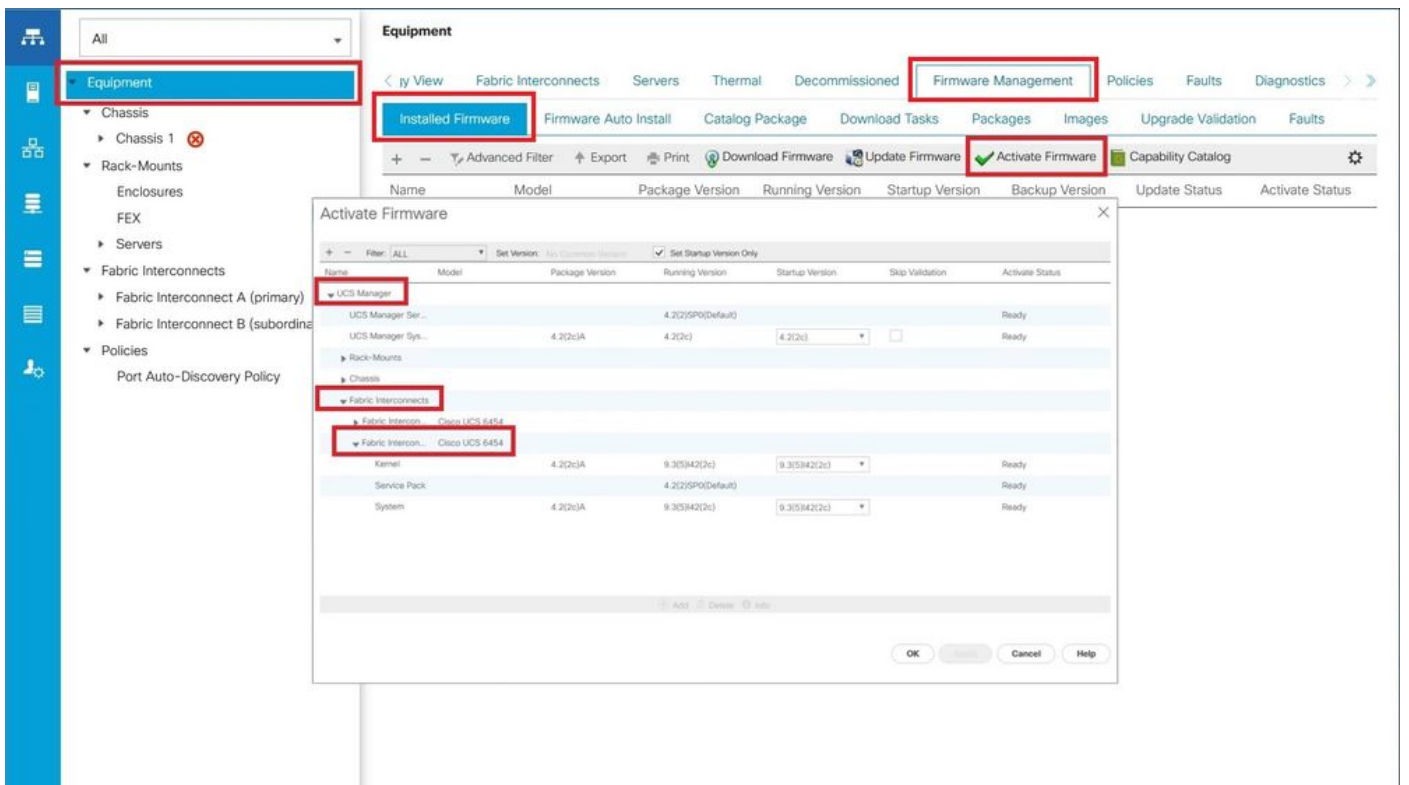 All
Equipment
Chassis
Chassis 1
Rack-Mounts
Enclosures
FEX
Servers
Fabric Interconnects
Fabric Interconnect A (primary)
Fabric Interconnect B (subordina
Policies
Port Auto-Discovery Policy
Equipment
ry View Fabric Interconnects Servers Thermal Decommissioned Firmware Management Policies Faults Diagnostics
Installed Firmware Firmware Auto Install Catalog Package Download Tasks Packages Images Upgrade Validation Faults
+ − Advanced Filter Export Print Download Firmware Update Firmware Activate Firmware Capability Catalog
Name Model Package Version Running Version Startup Version Backup Version Update Status Activate Status
Activate Firmware
+ − Filter: ALL Set Version: No Common Version Set Startup Version Only
Name Model Package Version Running Version Startup Version Skip Validation Activate Status
UCS Manager
UCS Manager Ser... 4.2(2)SP0(Default) Ready
UCS Manager Sys... 4.2(2c)A 4.2(2c) 4.2(2c) Ready
Rack-Mounts
Chassis
Fabric Interconnects
Fabric Intercon... Cisco UCS 6454
Fabric Intercon... Cisco UCS 6454
Kernel 4.2(2c)A 9.3(5)I42(2c) 9.3(5)I42(2c) Ready
Service Pack 4.2(2)SP0(Default) Ready
System 4.2(2c)A 9.3(5)I42(2c) 9.3(5)I42(2c) Ready
Add Delete Info
OK Cancel Help